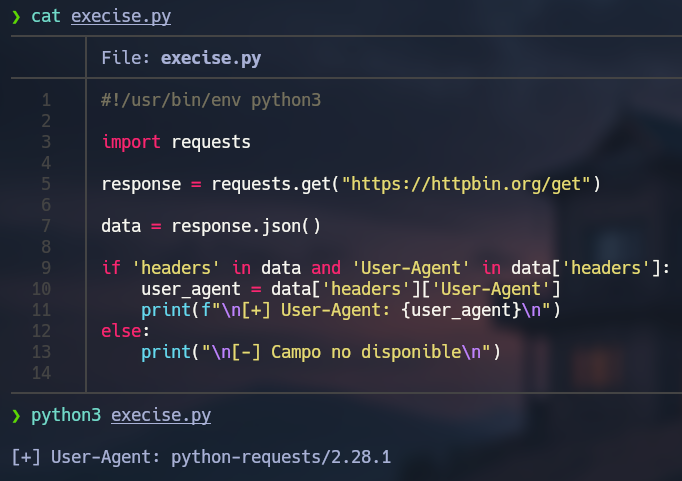 ❯ cat execise.py
File: execise.py
1 #!/usr/bin/env python3
2
3 import requests
4
5 response = requests.get("https://httpbin.org/get")
6
7 data = response.json()
8
9 if 'headers' in data and 'User-Agent' in data['headers']:
10     user_agent = data['headers']['User-Agent']
11     print(f"\n[+] User-Agent: {user_agent}\n")
12 else:
13     print("\n[-] Campo no disponible\n")
14
❯ python3 execise.py
[+] User-Agent: python-requests/2.28.1